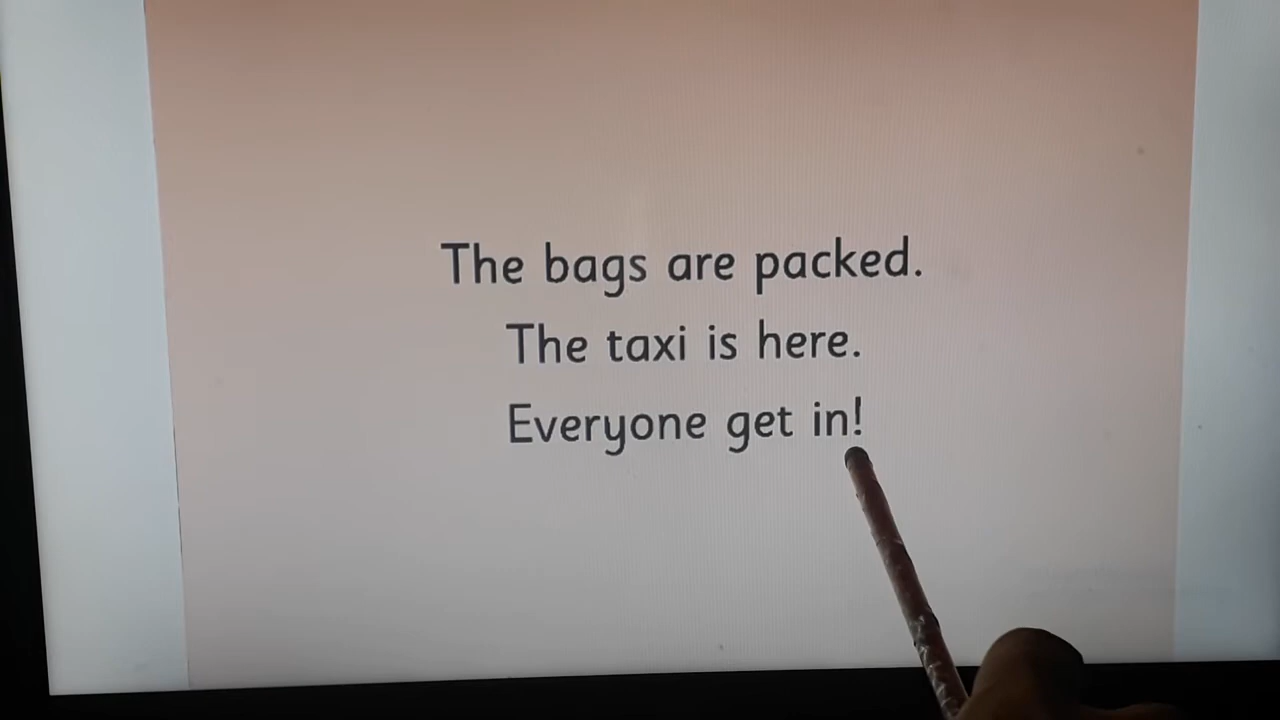 The bags are packed.
The taxi is here.
Everyone get in!